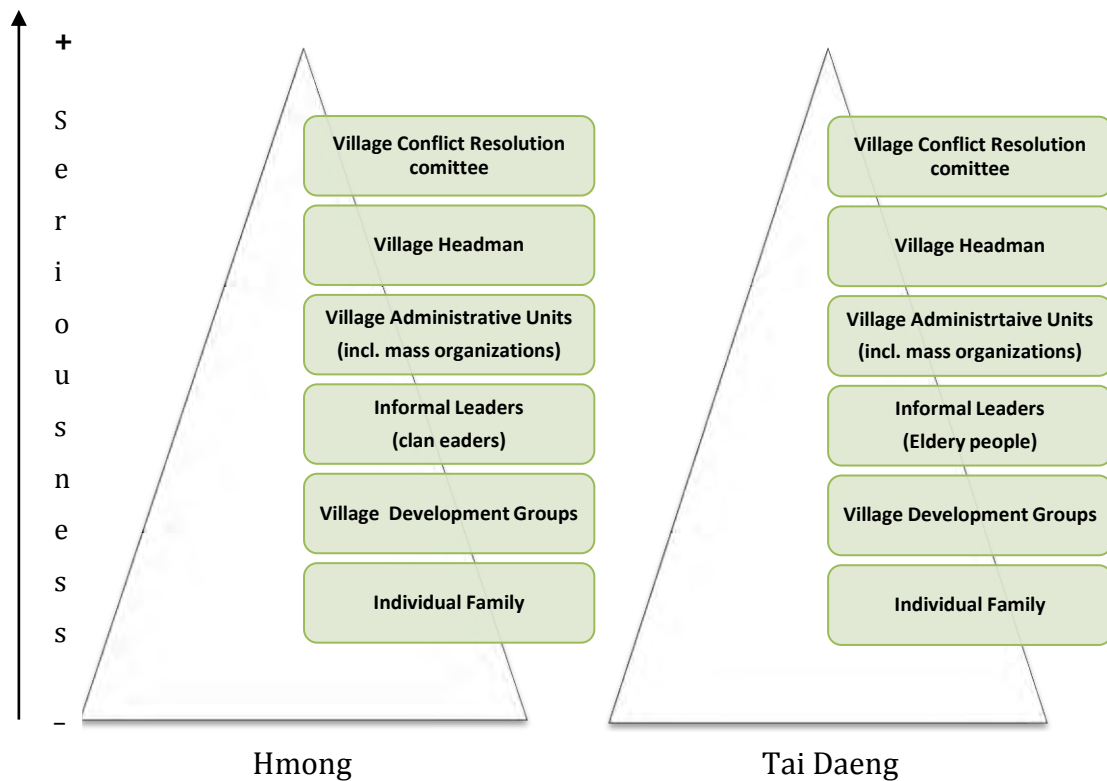 +
Seriousness
-
Village Conflict Resolution
comittee
Village Headman
Village Administrative Units
(incl. mass organizations)
Informal Leaders
(clan eaders)
Village Development Groups
Individual Family
Hmong
Village Conflict Resolution
comittee
Village Headman
Village Administrtaive Units
(incl. mass organizations)
Informal Leaders
(Eldery people)
Village Development Groups
Individual Family
Tai Daeng